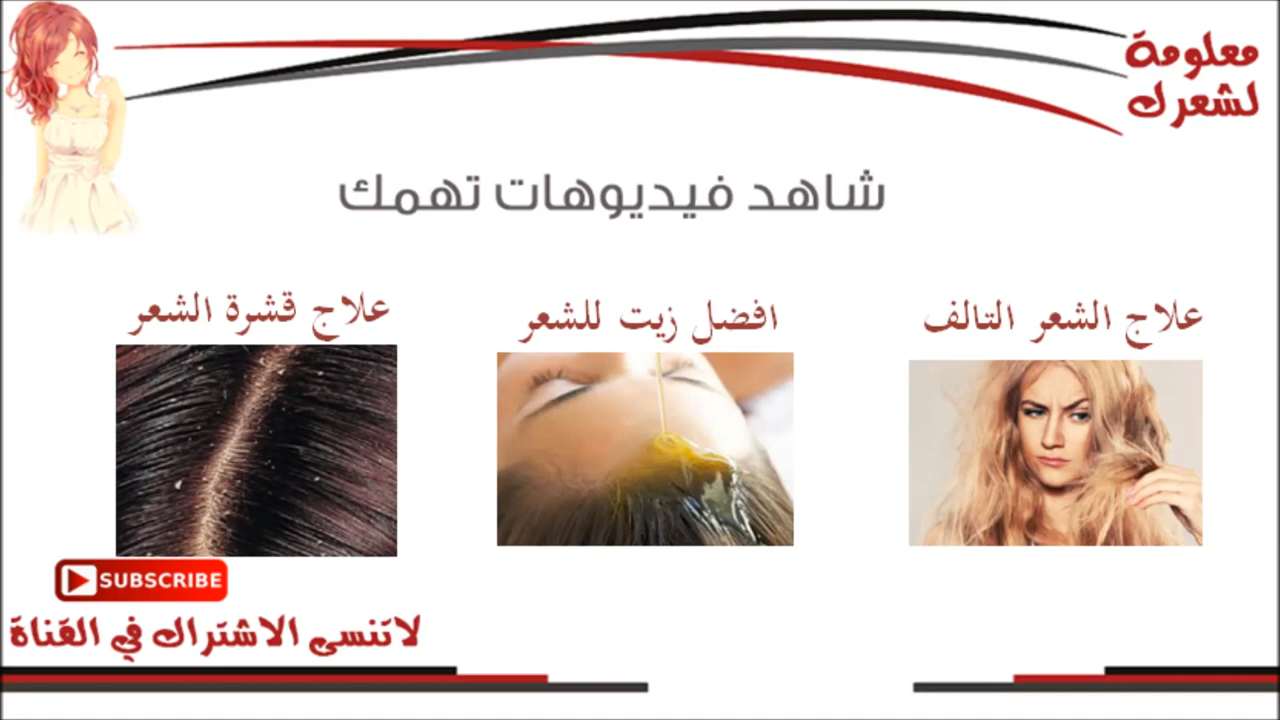 معلومة
لشعرك
شاهد فيديوهات تهمك
علاج الشعر التالف
افضل زيت للشعر
علاج قشرة الشعر
SUBSCRIBE
لاتنسى الاشتراك في القناة